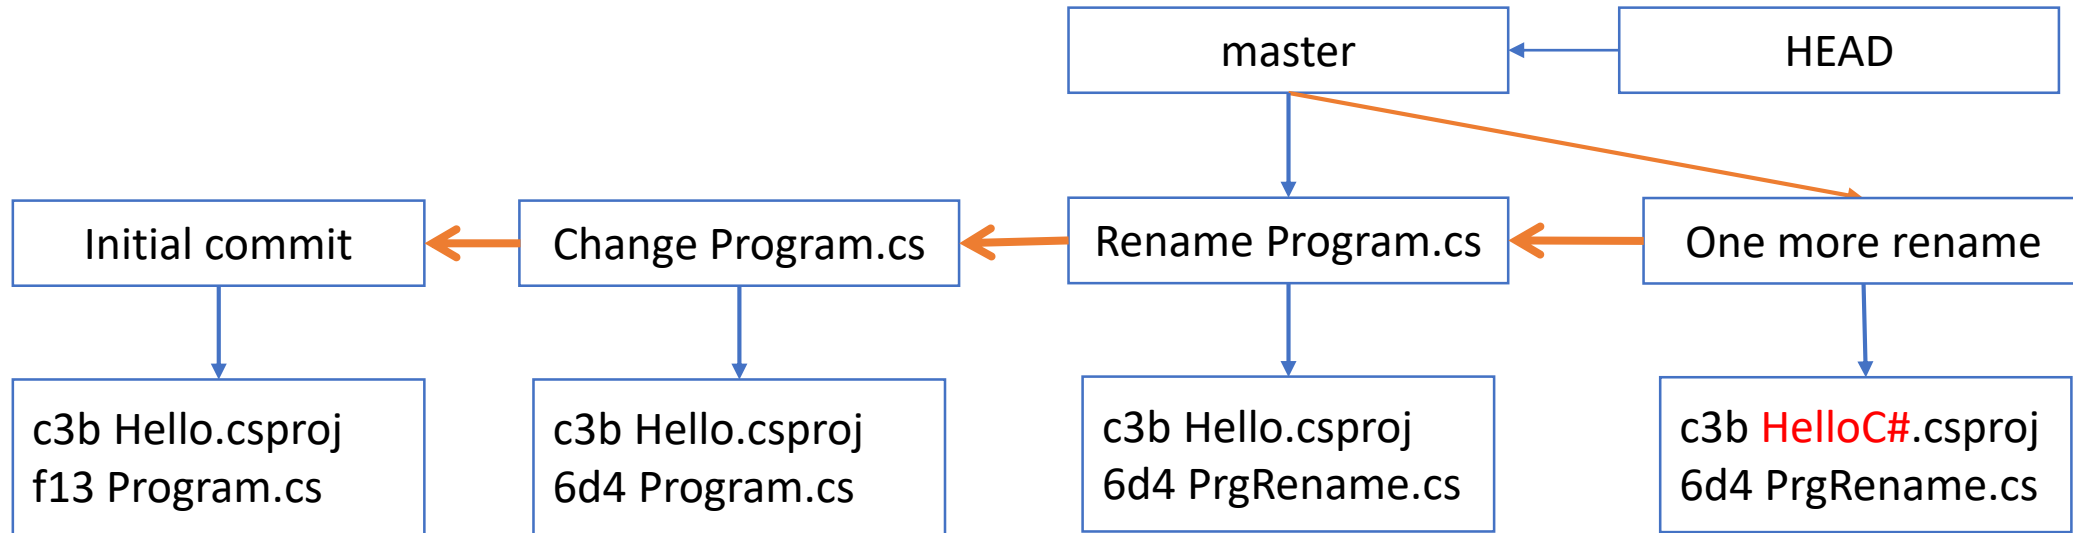 master
HEAD
Initial commit
Change Program.cs
Rename Program.cs
One more rename
c3b Hello.csproj
f13 Program.cs
c3b Hello.csproj
6d4 Program.cs
c3b Hello.csproj
6d4 PrgRename.cs
c3b HelloC#.csproj
6d4 PrgRename.cs